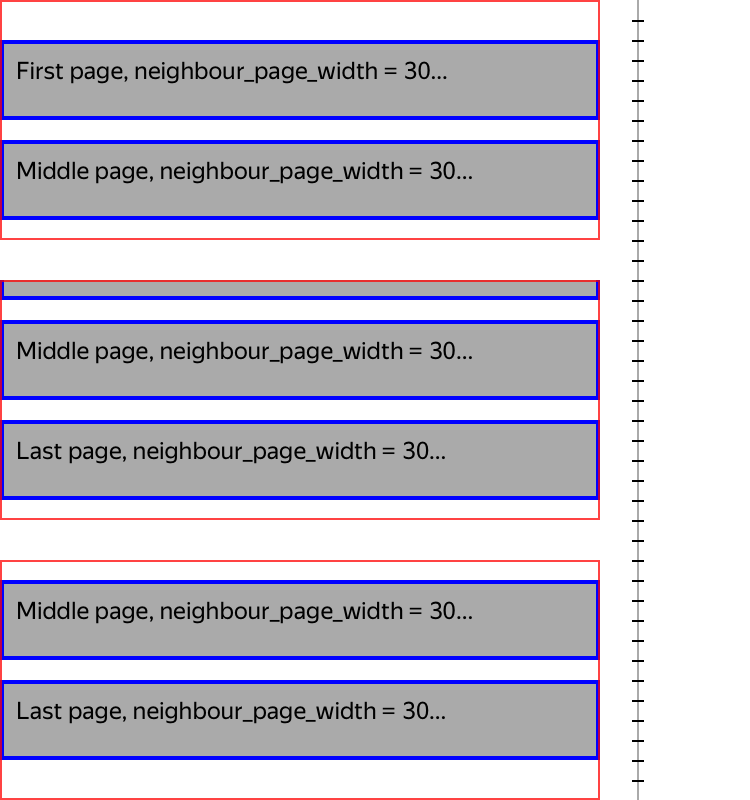 First page, neighbour_page_width = 30...
Middle page, neighbour_page_width = 30...
Middle page, neighbour_page_width = 30...
Last page, neighbour_page_width = 30...
Middle page, neighbour_page_width = 30...
Last page, neighbour_page_width = 30...